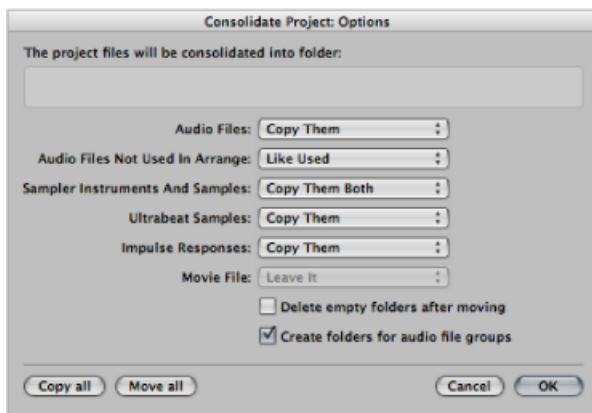 Consolidate Project: Options
The project files will be consolidated into folder:
Audio Files: Copy Them
Audio Files Not Used In Arrange: Like Used
Sampler Instruments And Samples: Copy Them Both
Ultrabeat Samples: Copy Them
Impulse Responses: Copy Them
Movie File: Leave It
Delete empty folders after moving
Create folders for audio file groups
Copy all Move all Cancel OK